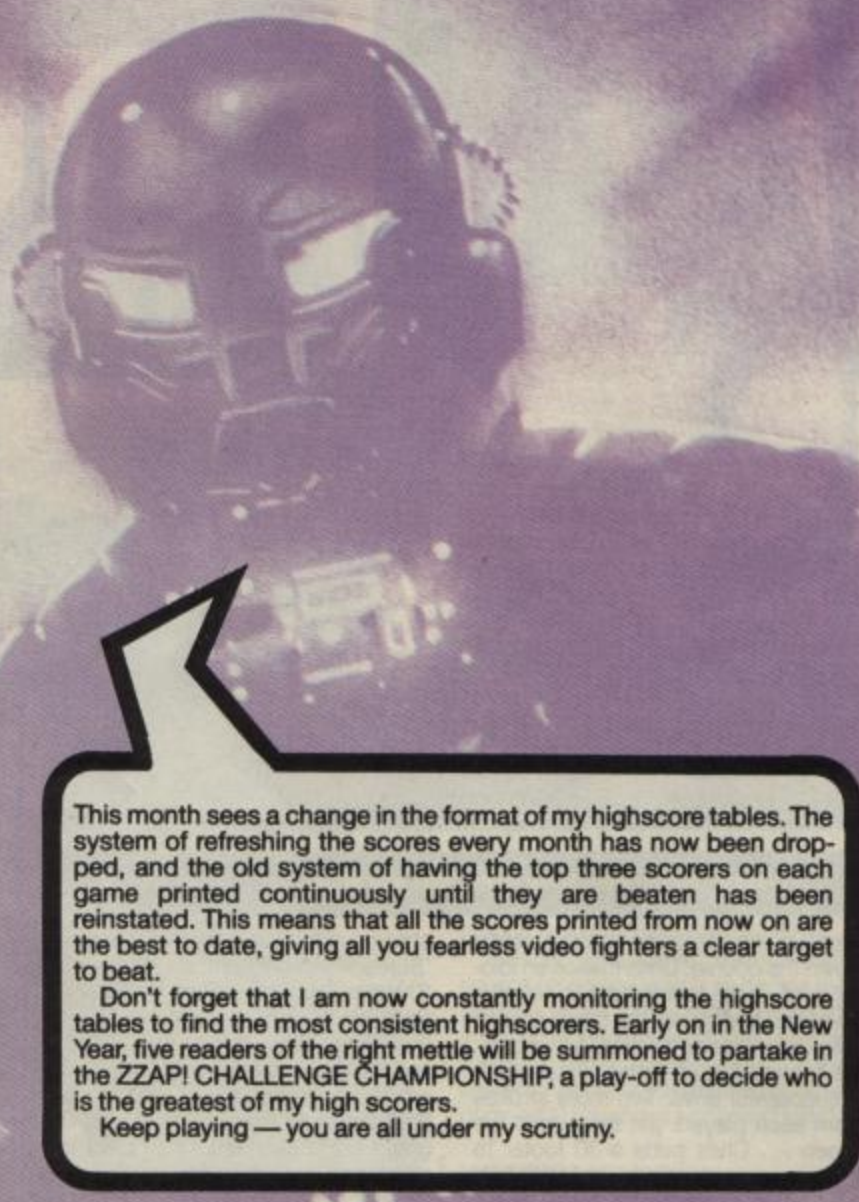 This month sees a change in the format of my highscore tables. The
system of refreshing the scores every month has now been drop-
ped, and the old system of having the top three scorers on each
game printed continuously until they are beaten has been
reinstated. This means that all the scores printed from now on are
the best to date, giving all you fearless video fighters a clear target
to beat.
Don't forget that I am now constantly monitoring the highscore
tables to find the most consistent highscorers. Early on in the New
Year, five readers of the right mettle will be summoned to partake in
the ZZAP! CHALLENGE CHAMPIONSHIP, a play-off to decide who
is the greatest of my high scorers.
Keep playing — you are all under my scrutiny.